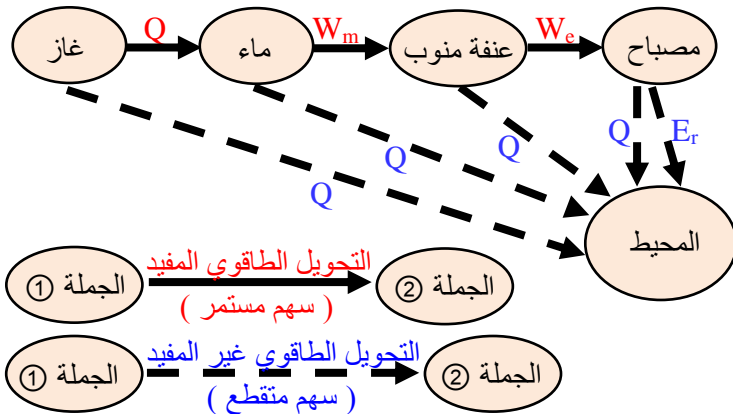 غاز Q ماء Wm عنفة منوب We مصباح
Q Er
Q
Q
Q
المحيط
التحويل الطاقوي المفيد
الجملة ① الجملة ②
( سهم مستمر )
التحويل الطاقوي غير المفيد
الجملة ① الجملة ②
( سهم متقطع )